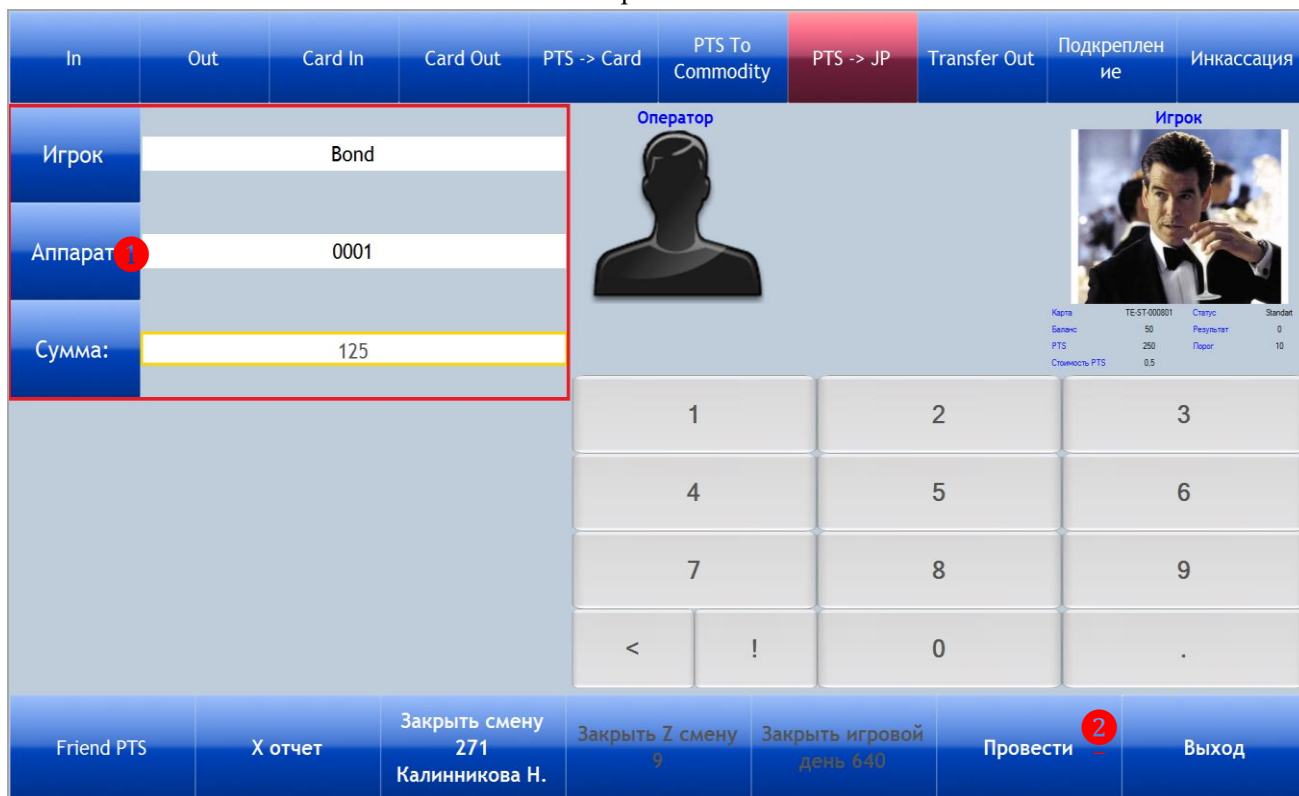 In
Out
Card In
Card Out
PTS -> Card
PTS To
Commodity
PTS -> JP
Transfer Out
Подкреплен
ие
Инкассация
Игрок
Bond
Аппарат
1
0001
Сумма:
125
Оператор
Игрок
Карта TE-ST-000801 Статус Standart
Баланс 50 Результат 0
PTS 250 Порог 10
Стоимость PTS 0,5
1
2
3
4
5
6
7
8
9
<
!
0
.
Friend PTS
X отчет
Закрыть смену
271
Калинникова Н.
Закрыть Z смену
9
Закрыть игровой
день 640
Провести
2
Выход